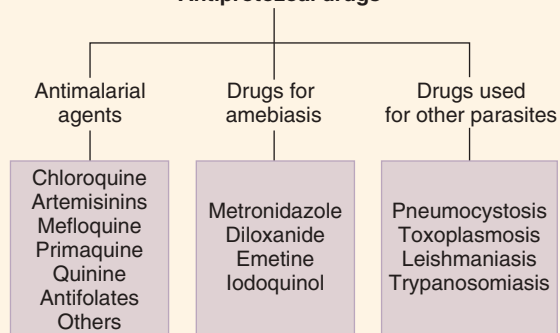 Antiprotozoal drugs
Antimalarial
agents
Drugs for
amebiasis
Drugs used
for other parasites
Chloroquine
Artemisinins
Mefloquine
Primaquine
Quinine
Antifolates
Others
Metronidazole
Diloxanide
Emetine
Iodoquinol
Pneumocystosis
Toxoplasmosis
Leishmaniasis
Trypanosomiasis